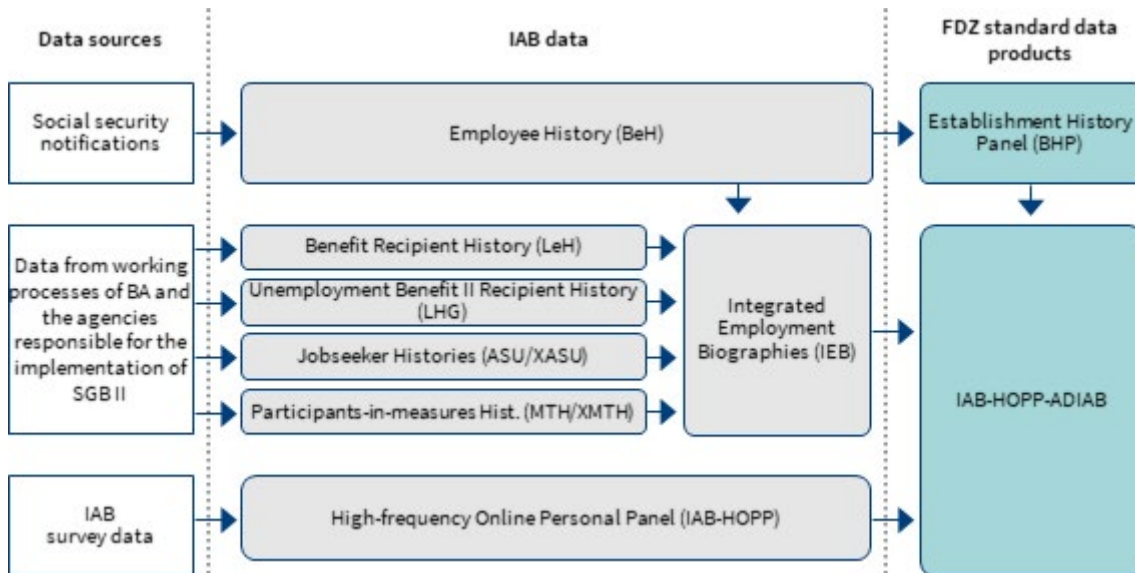 Data sources
IAB data
FDZ standard data
products
Social security
notifications
Employee History (BeH)
Establishment History
Panel (BHP)
Data from working
processes of BA and
the agencies
responsible for the
implementation of
SGB II
Benefit Recipient History (LeH)
Unemployment Benefit II Recipient History
(LHG)
Jobseeker Histories (ASU/XASU)
Participants-in-measures Hist. (MTH/XMTH)
Integrated
Employment
Biographies (IEB)
IAB-HOPP-ADIAB
IAB
survey data
High-frequency Online Personal Panel (IAB-HOPP)